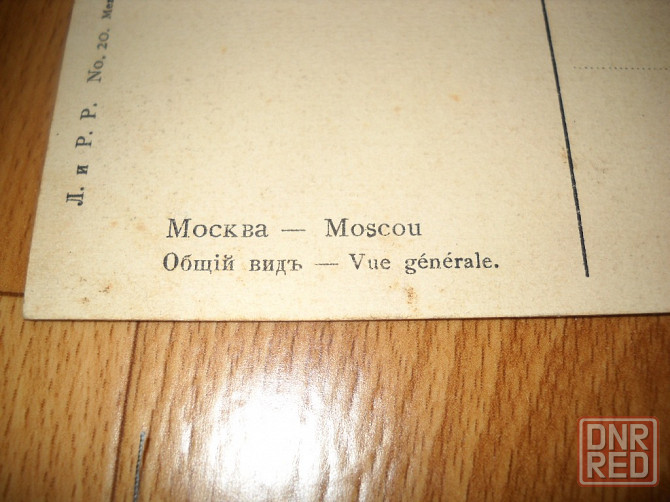 Л. и Р. Р. No. 20.
Москва — Moscou
Общій видъ — Vue générale.
DNR
RED